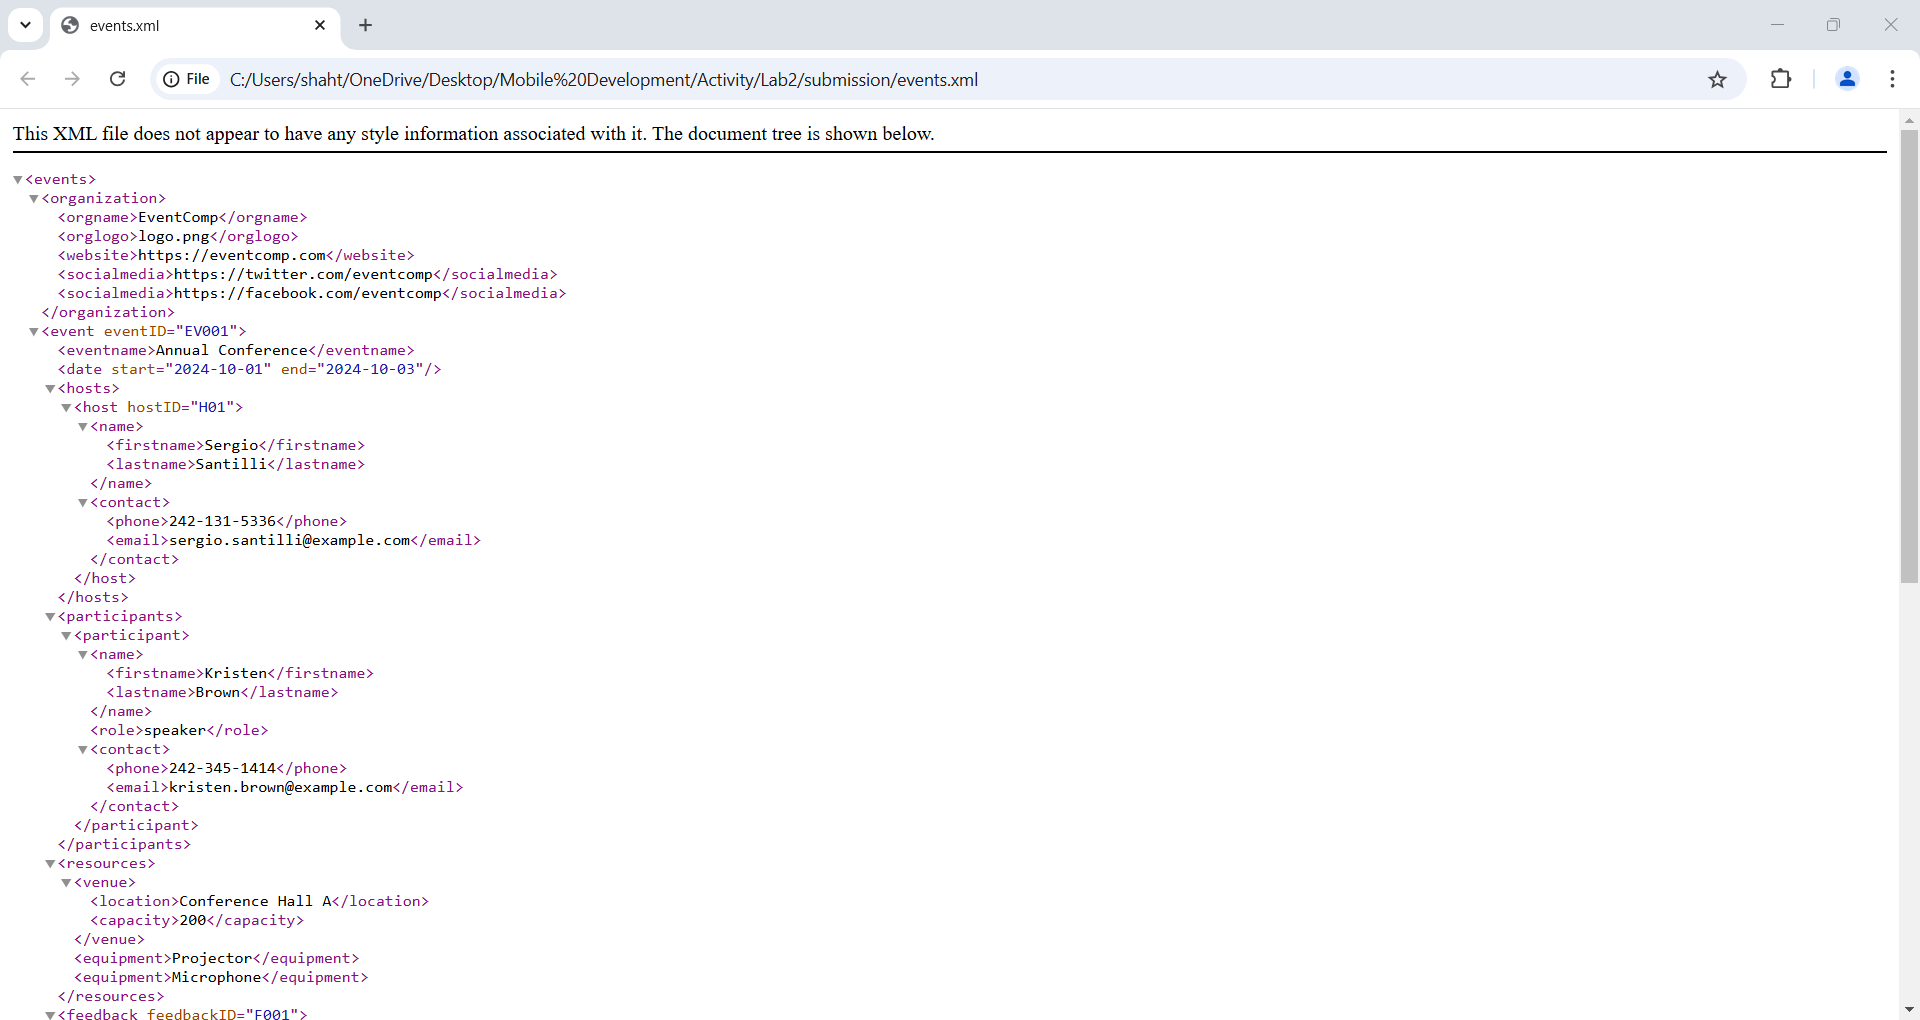 events.xml
File C:/Users/shaht/OneDrive/Desktop/Mobile%20Development/Activity/Lab2/submission/events.xml
This XML file does not appear to have any style information associated with it. The document tree is shown below.
<events>
<organization>
<orgname>EventComp</orgname>
<orglogo>logo.png</orglogo>
<website>https://eventcomp.com</website>
<socialmedia>https://twitter.com/eventcomp</socialmedia>
<socialmedia>https://facebook.com/eventcomp</socialmedia>
</organization>
<event eventID="EV001">
<eventname>Annual Conference</eventname>
<date start="2024-10-01" end="2024-10-03"/>
<hosts>
<host hostID="H01">
<name>
<firstname>Sergio</firstname>
<lastname>Santilli</lastname>
</name>
<contact>
<phone>242-131-5336</phone>
<email>sergio.santilli@example.com</email>
</contact>
</host>
</hosts>
<participants>
<participant>
<name>
<firstname>Kristen</firstname>
<lastname>Brown</lastname>
</name>
<role>speaker</role>
<contact>
<phone>242-345-1414</phone>
<email>kristen.brown@example.com</email>
</contact>
</participant>
</participants>
<resources>
<venue>
<location>Conference Hall A</location>
<capacity>200</capacity>
</venue>
<equipment>Projector</equipment>
<equipment>Microphone</equipment>
</resources>
<feedback feedbackID="F001">